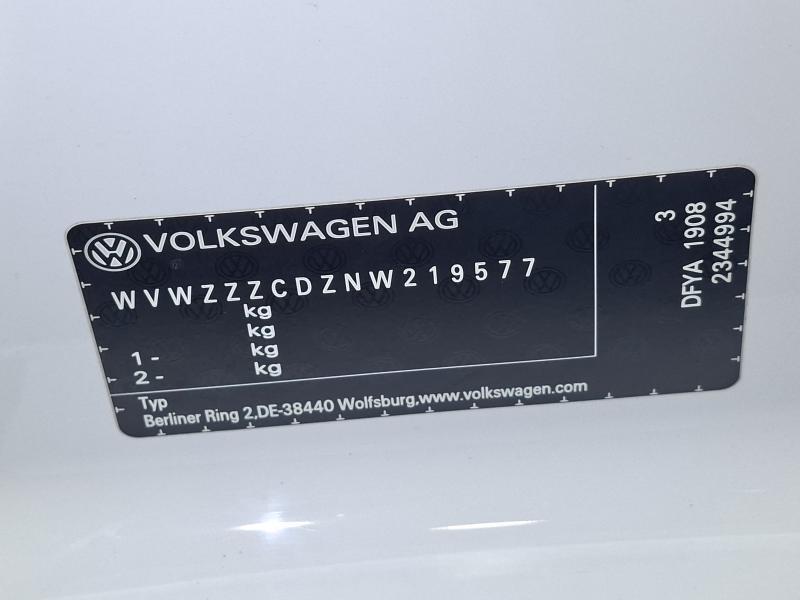 VOLKSWAGEN AG
WVWZZZCDZNW219577
kg
kg
1 - kg
2 - kg
Typ
Berliner Ring 2,DE-38440 Wolfsburg,www.volkswagen.com
3
DFYA 1908
2344994